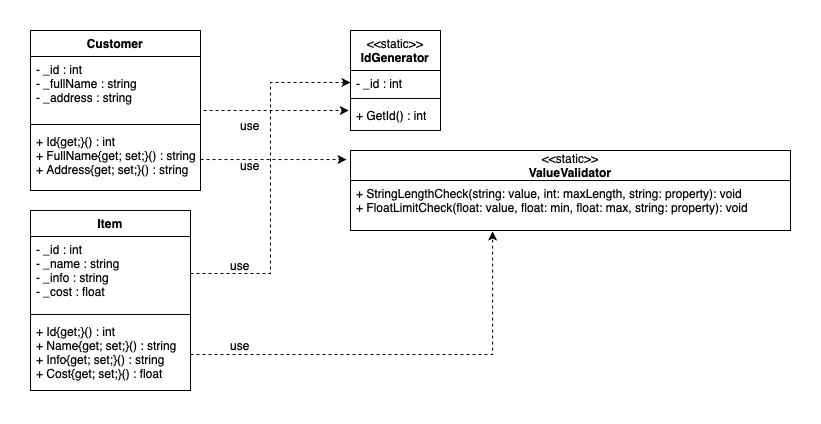 Customer
- _id : int
- _fullName : string
- _address : string
+ Id{get;}() : int
+ FullName{get; set;}() : string
+ Address{get; set;}() : string
<<static>>
IdGenerator
- _id : int
+ GetId() : int
use
use
<<static>>
ValueValidator
+ StringLengthCheck(string: value, int: maxLength, string: property): void
+ FloatLimitCheck(float: value, float: min, float: max, string: property): void
Item
- _id : int
- _name : string
- _info : string
- _cost : float
+ Id{get;}() : int
+ Name{get; set;}() : string
+ Info{get; set;}() : string
+ Cost{get; set;}() : float
use
use